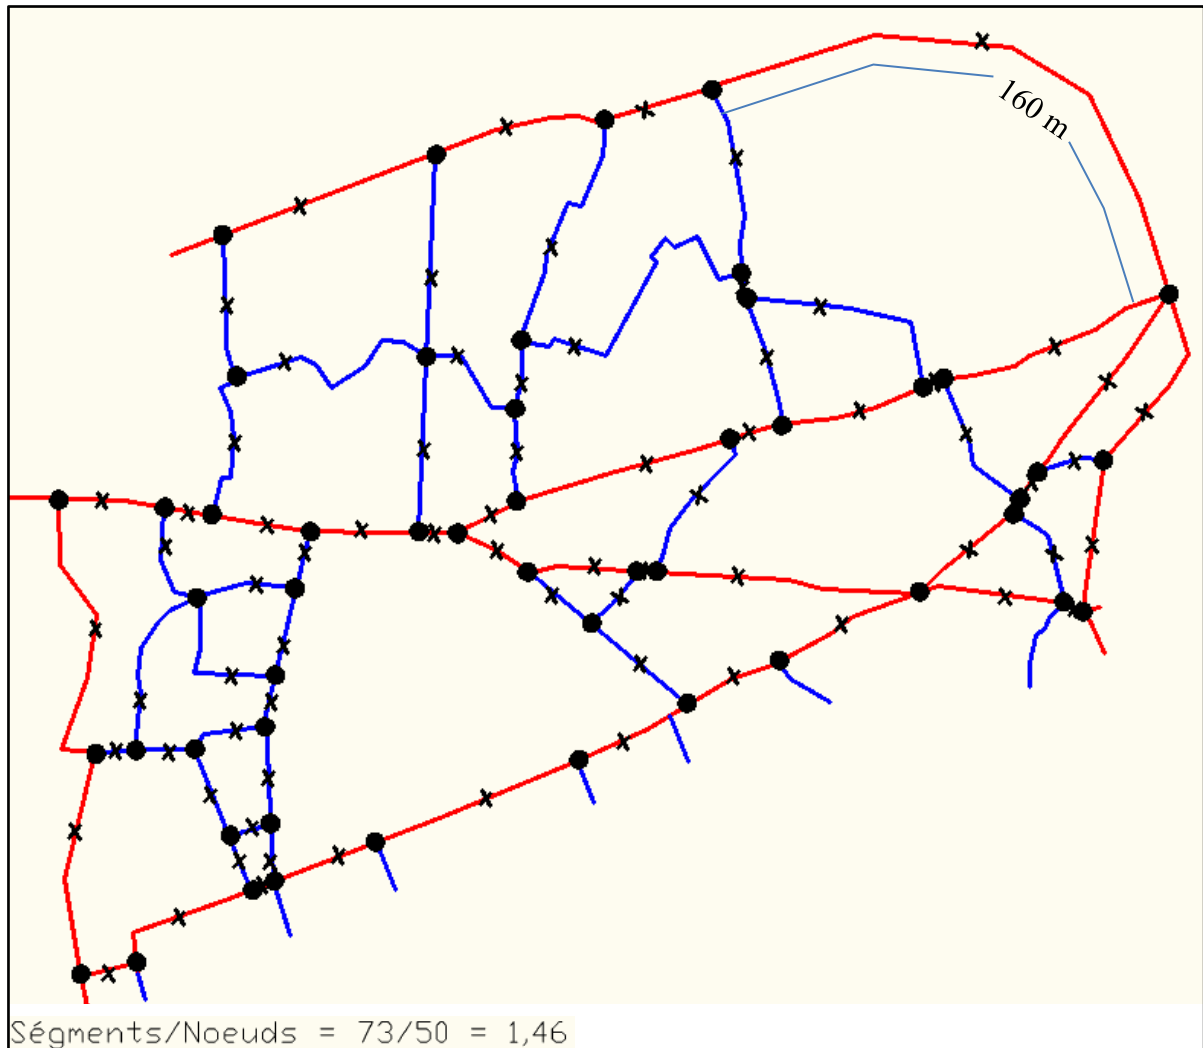 160 m
Ségments/Noeuds = 73/50 = 1,46